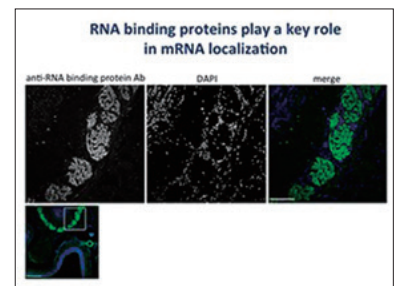 RNA binding proteins play a key role
in mRNA localization
anti-RNA binding protein Ab DAPI merge